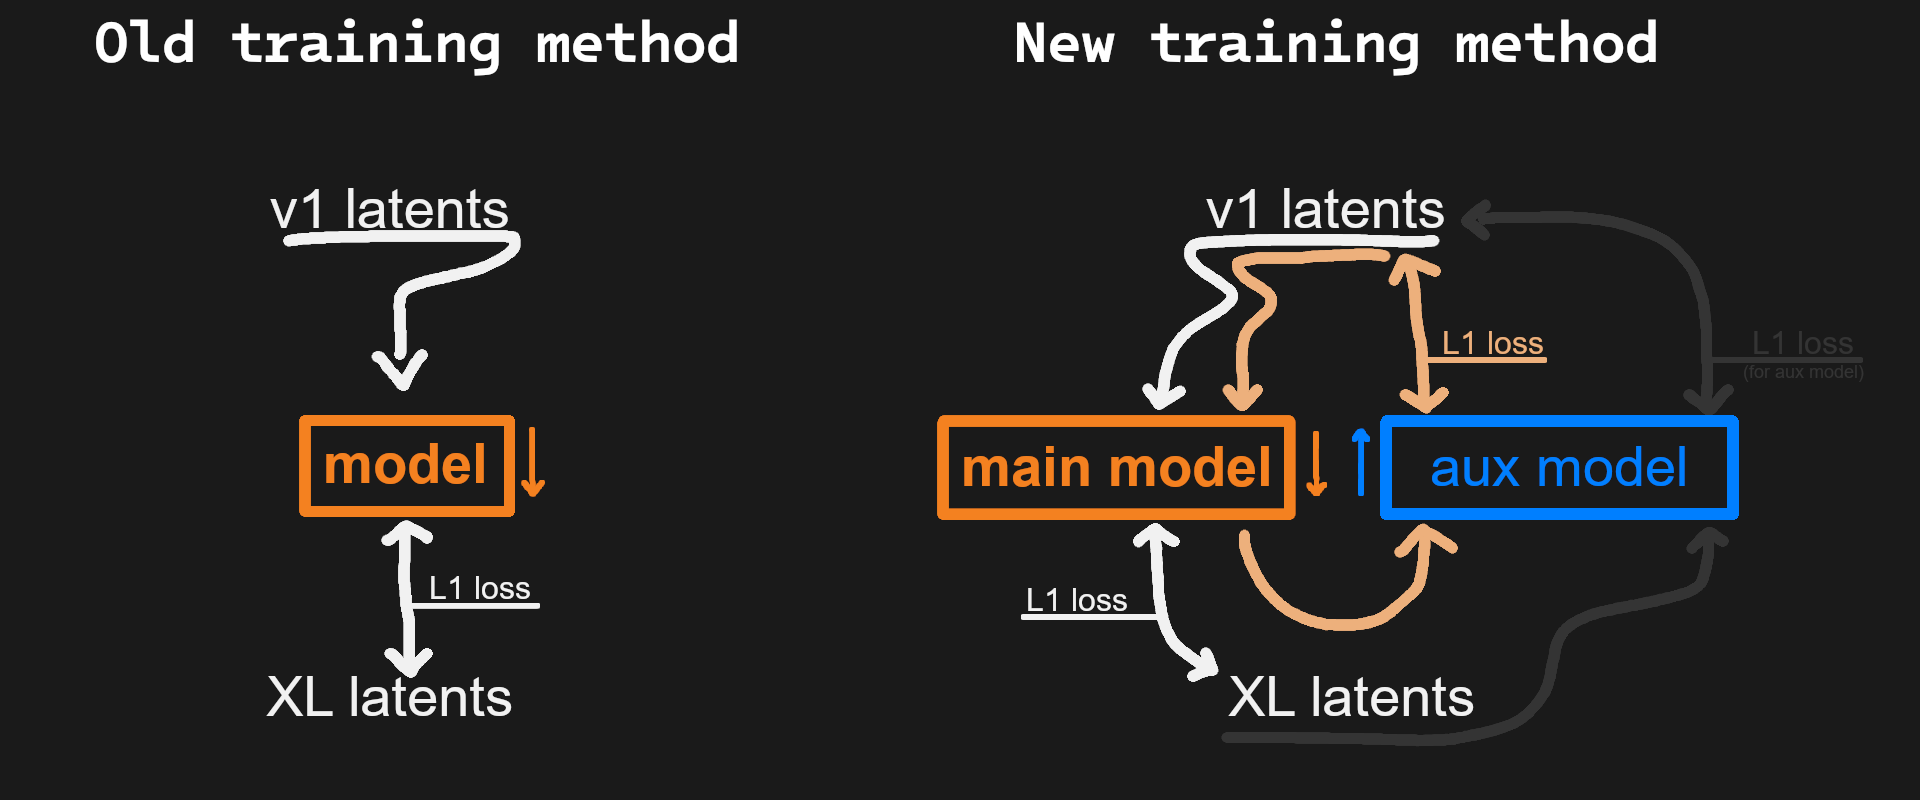 Old training method
v1 latents
model
L1 loss
XL latents
New training method
v1 latents
L1 loss
L1 loss
(for aux model)
main model
aux model
L1 loss
XL latents